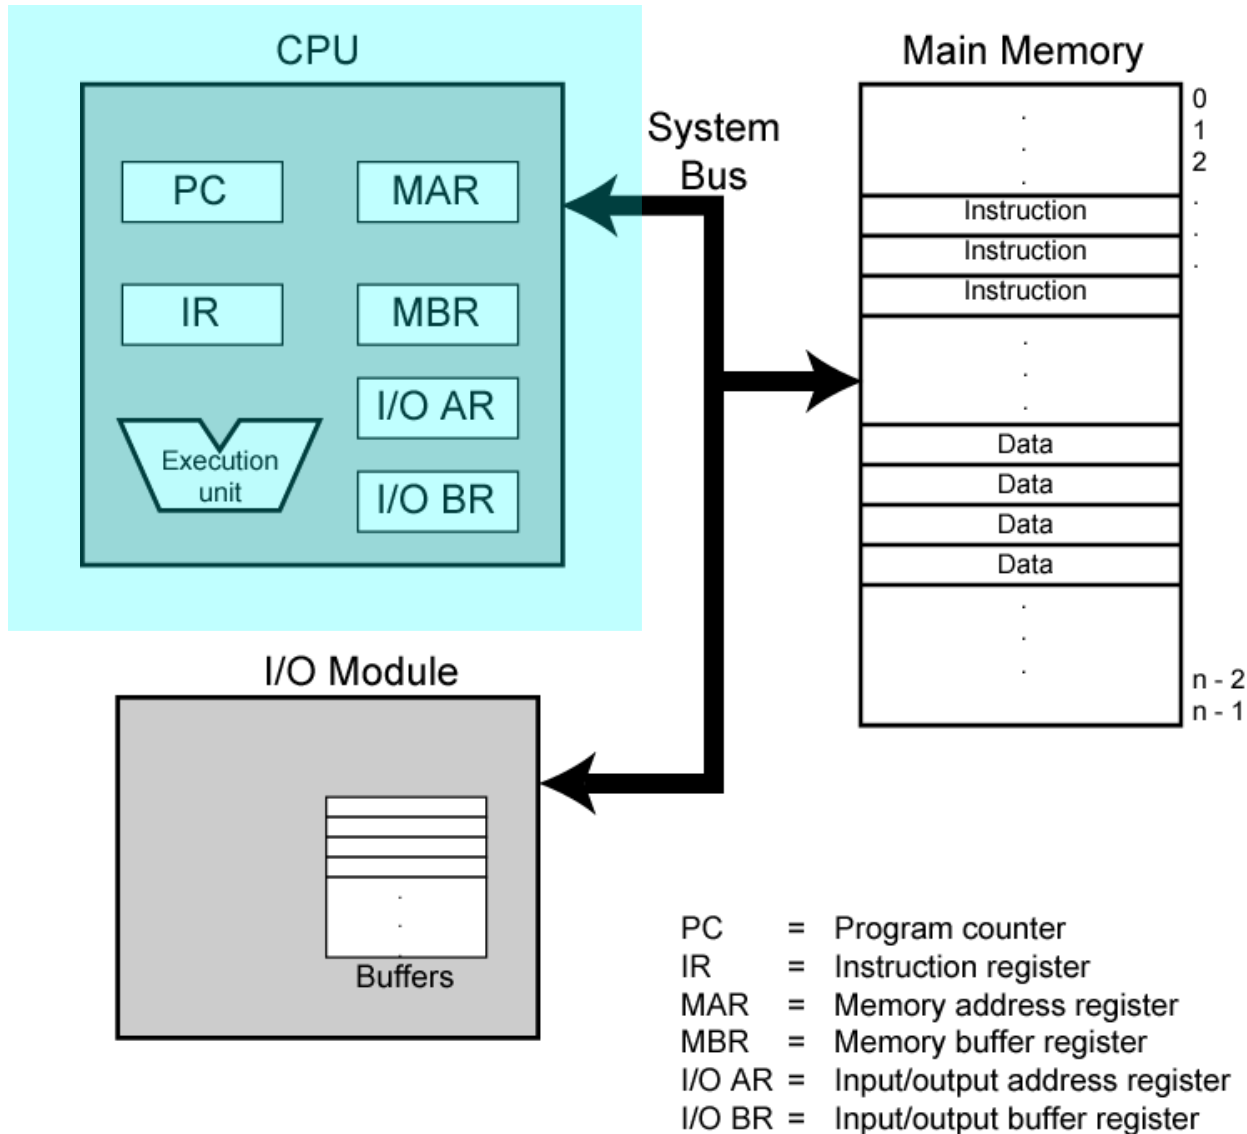 CPU
PC
MAR
IR
MBR
I/O AR
I/O BR
Execution
unit
System
Bus
Main Memory
0
1
2
.
.
.
Instruction
Instruction
Instruction
.
.
.
Data
Data
Data
Data
.
.
.
n - 2
n - 1
I/O Module
.
.
.
Buffers
PC = Program counter
IR = Instruction register
MAR = Memory address register
MBR = Memory buffer register
I/O AR = Input/output address register
I/O BR = Input/output buffer register